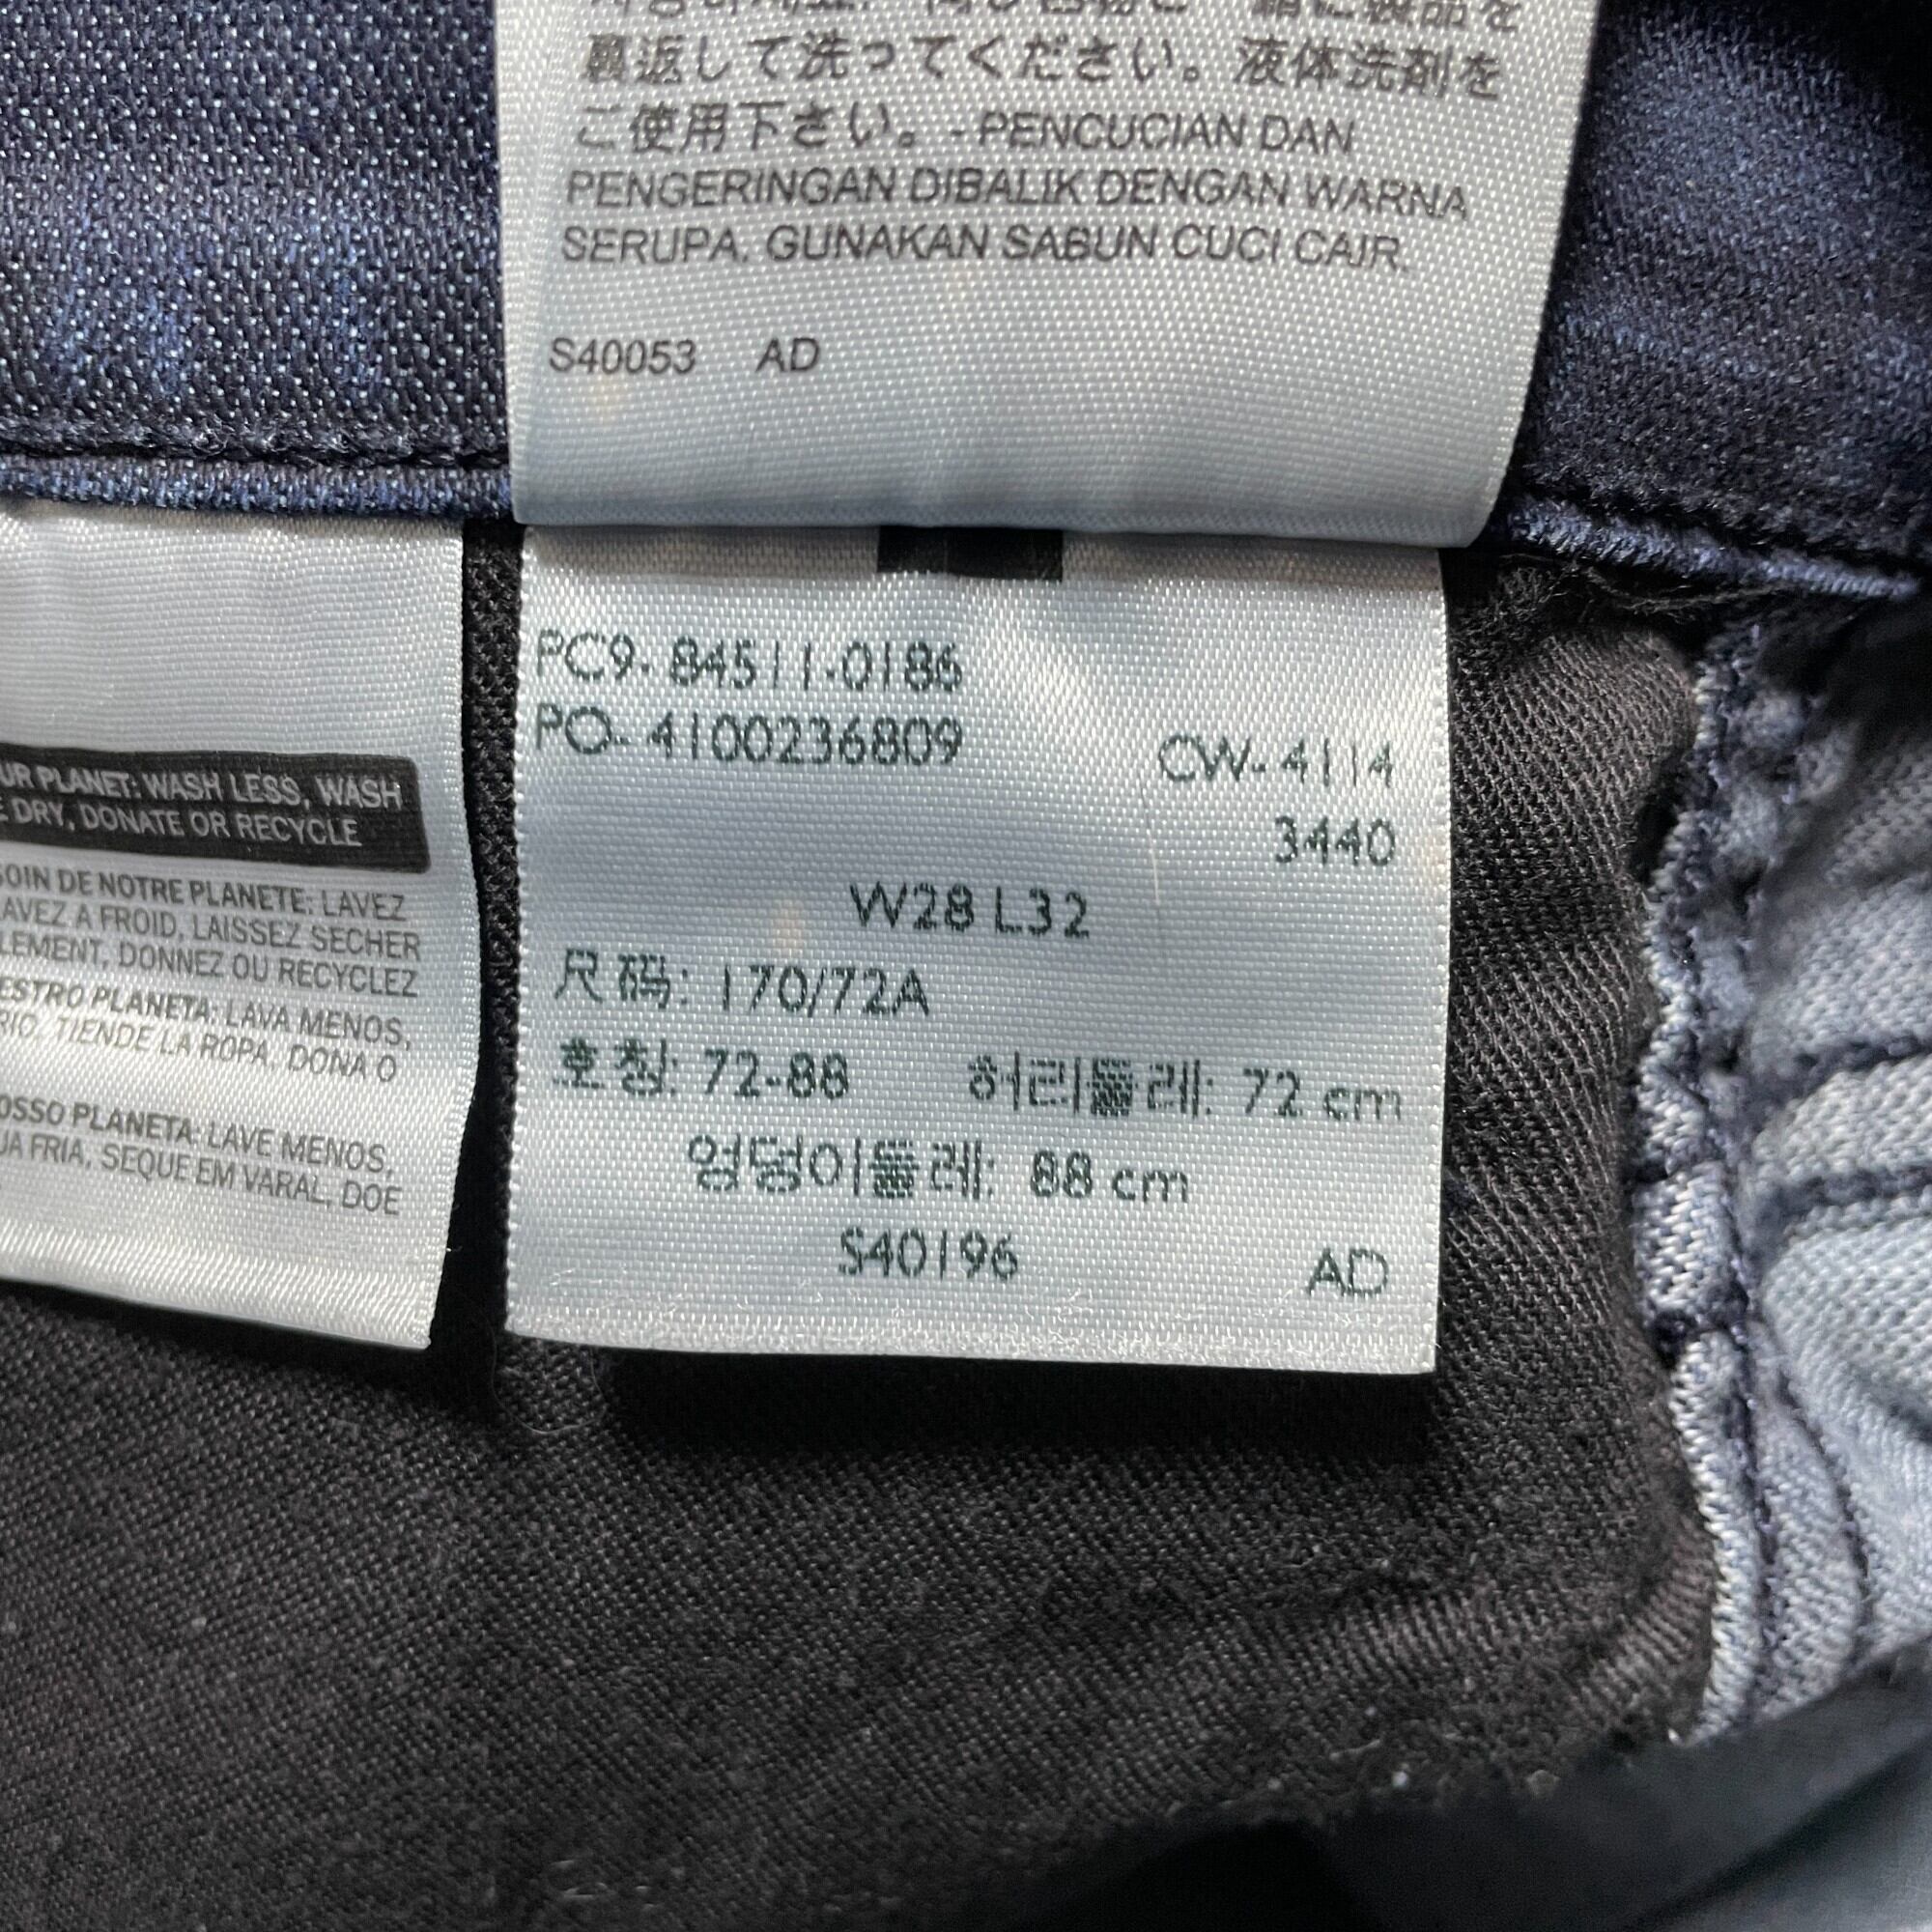 裏返して洗ってください。液体洗剤を
ご使用下さい。-PENCUCIAN DAN
PENGERINGAN DIBALIK DENGAN WARNA
SERUPA. GUNAKAN SABUN CUCI CAIR.
S40053 AD
UR PLANET: WASH LESS, WASH
E DRY, DONATE OR RECYCLE
SOIN DE NOTRE PLANETE: LAVEZ
LAVEZ A FROID, LAISSEZ SECHER
LEMENT, DONNEZ OU RECYCLEZ
ESTRO PLANETA: LAVA MENOS,
RIO, TIENDE LA ROPA, DONA O
OSSO PLANETA: LAVE MENOS,
UA FRIA, SEQUE EM VARAL, DOE
PC9- 84511-0186
PO- 4100236809
CW- 4114
3440
W28 L32
尺码: 170/72A
호칭: 72-88 허리둘레: 72 cm
엉덩이둘레: 88 cm
S40196 AD